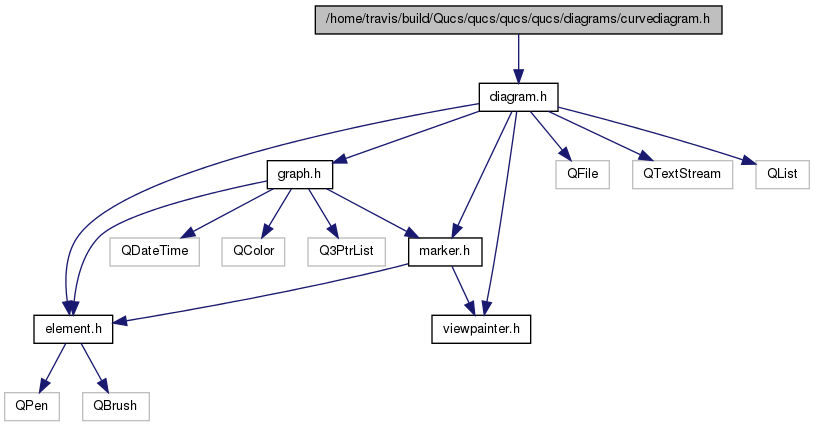 /home/travis/build/Qucs/qucs/qucs/qucs/diagrams/curvediagram.h
diagram.h
graph.h
QFile
QTextStream
QList
QDateTime
QColor
Q3PtrList
marker.h
element.h
viewpainter.h
QPen
QBrush